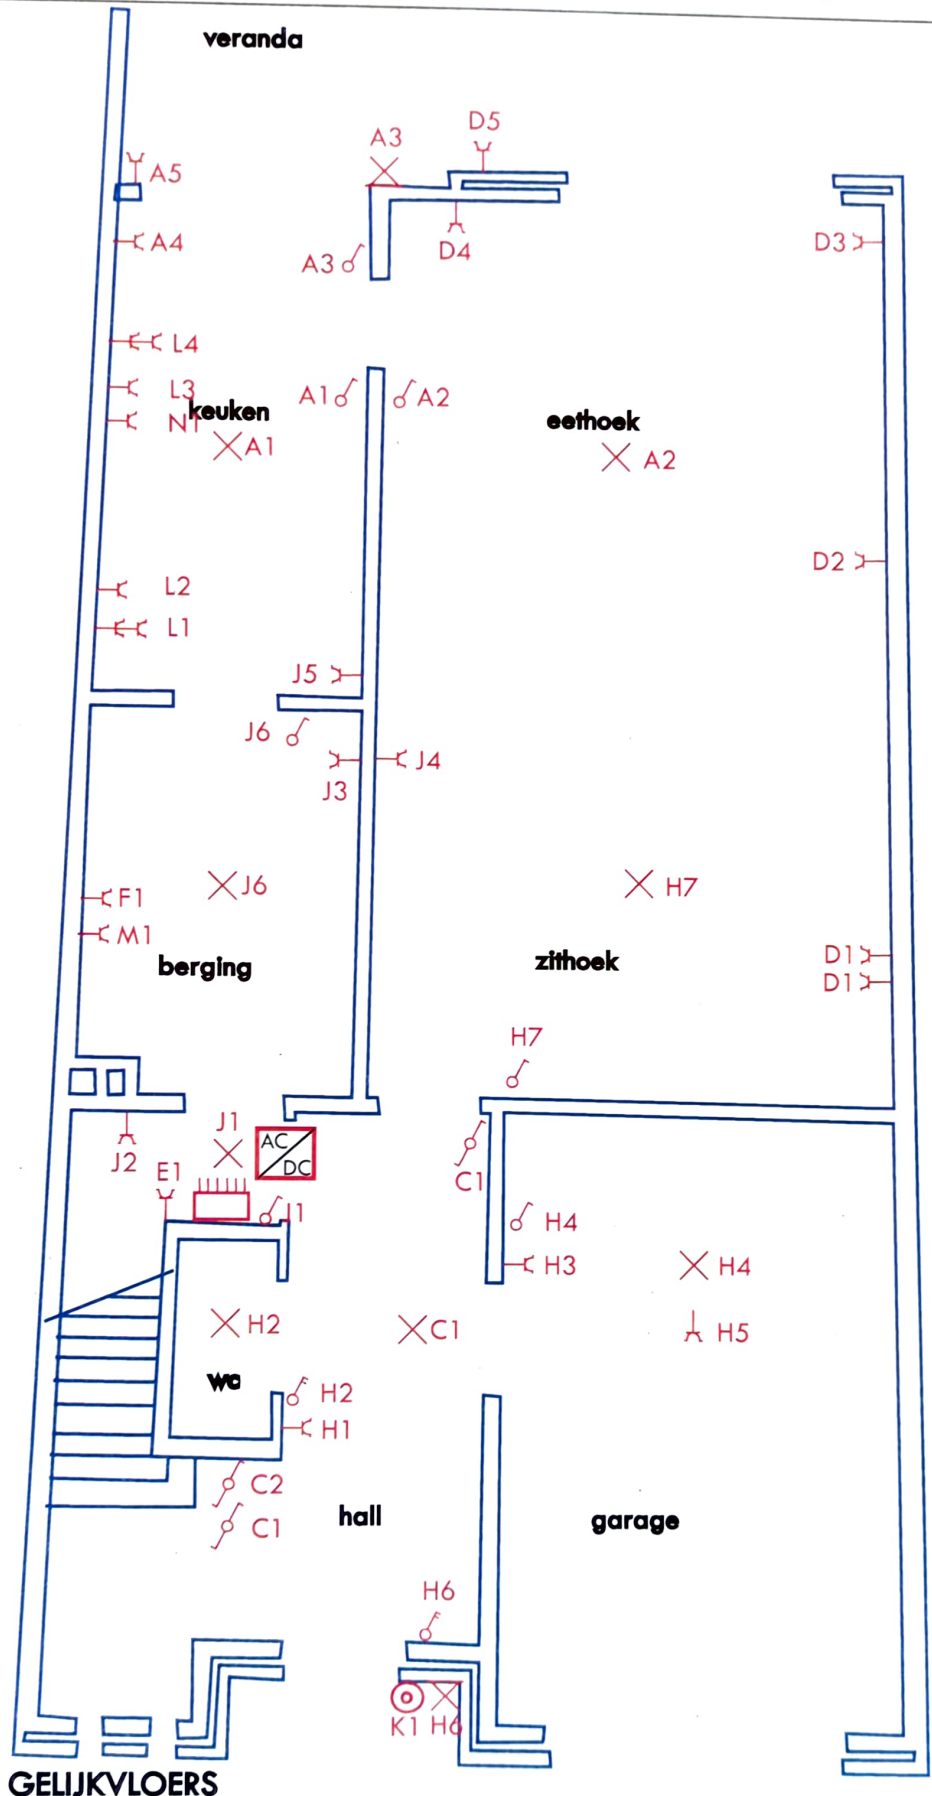 veranda
D5
A3
A5
A4
D4
D3
A3
L4
L3
A1
A2
keuken
N1
eethoek
A1
A2
D2
L2
L1
J5
J6
J4
J3
J6
H7
F1
M1
D1
berging
zithoek
D1
H7
J1
AC
DC
J2
E1
C1
J1
H4
H3
H4
H2
C1
H5
wc
H2
H1
C2
hall
garage
C1
H6
K1
H6
GELIJKVLOERS